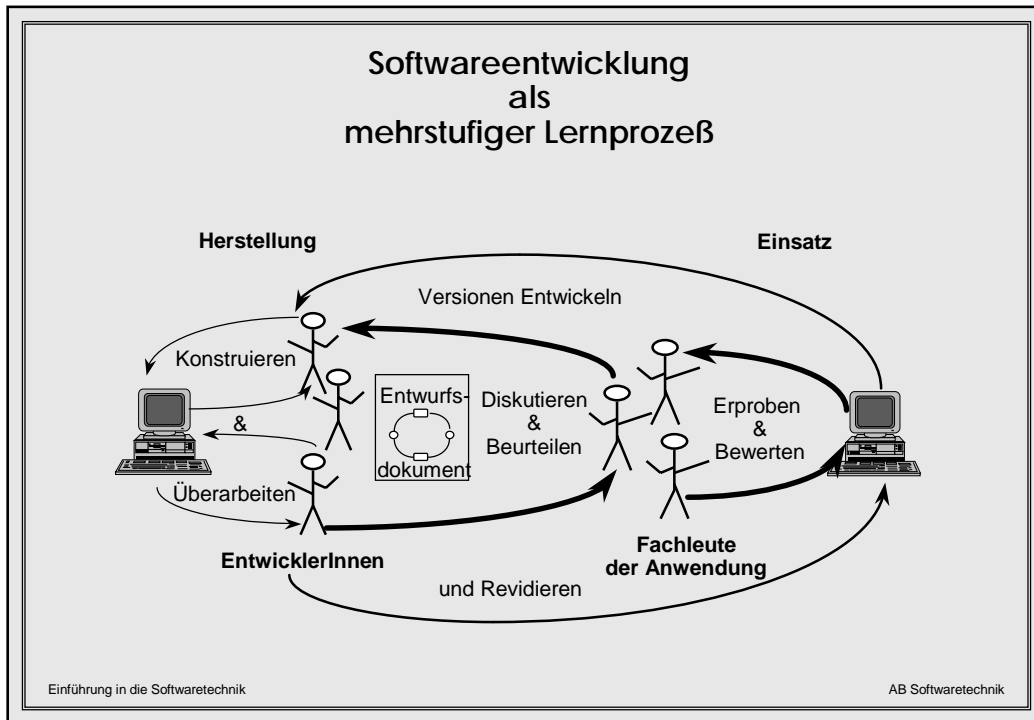 Softwareentwicklung
als
mehrstufiger Lernprozeß
Herstellung
Einsatz
Versionen Entwickeln
Konstruieren
&
Überarbeiten
Entwurfs-
dokument
Diskutieren
&
Beurteilen
Erproben
&
Bewerten
EntwicklerInnen
Fachleute
der Anwendung
und Revidieren
Einführung in die Softwaretechnik
AB Softwaretechnik